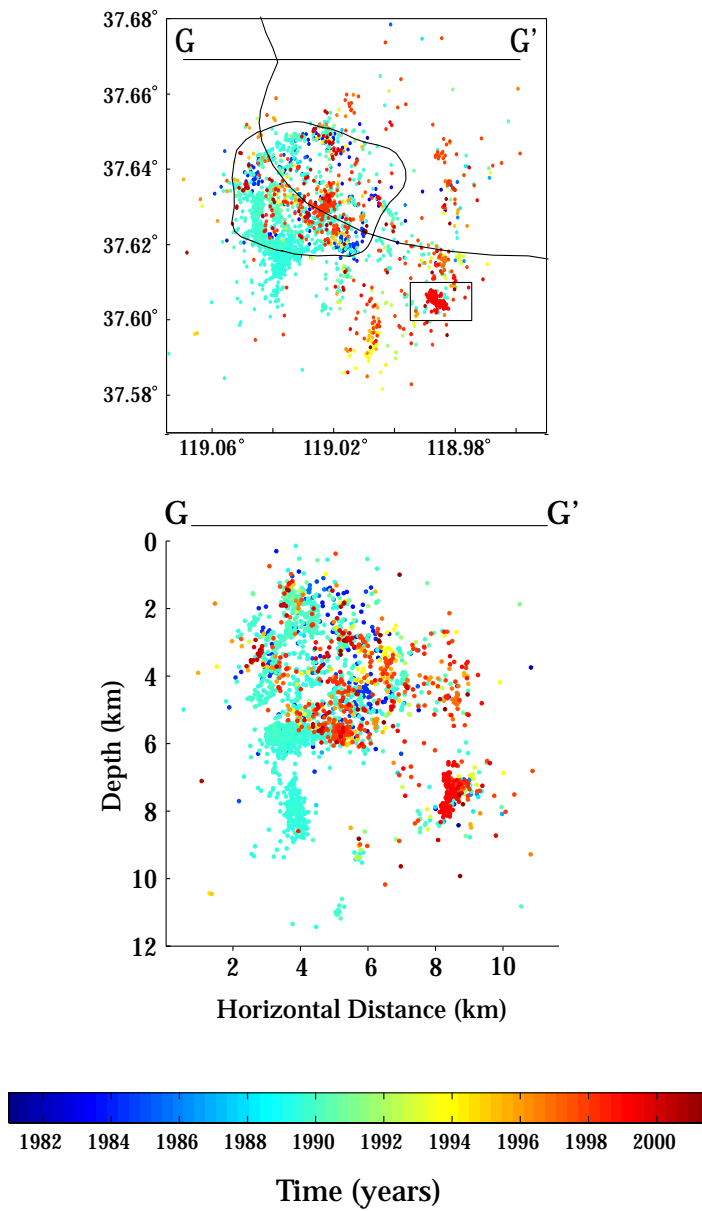 37.68°
G G'
37.66°
37.64°
37.62°
37.60°
37.58°
119.06° 119.02° 118.98°
G G'
0
2
4
6
8
10
12
Depth (km)
2 4 6 8 10
Horizontal Distance (km)
1982 1984 1986 1988 1990 1992 1994 1996 1998 2000
Time (years)